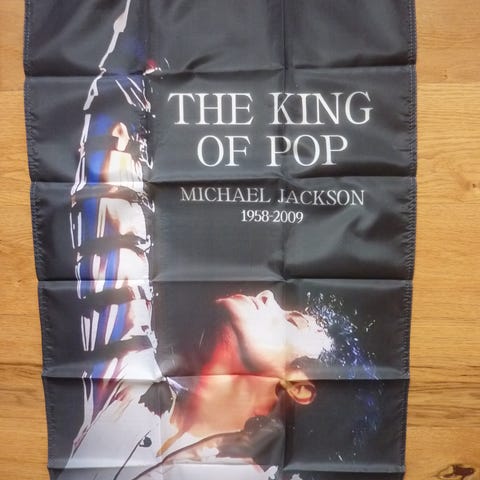 THE KING
OF POP
MICHAEL JACKSON
1958-2009